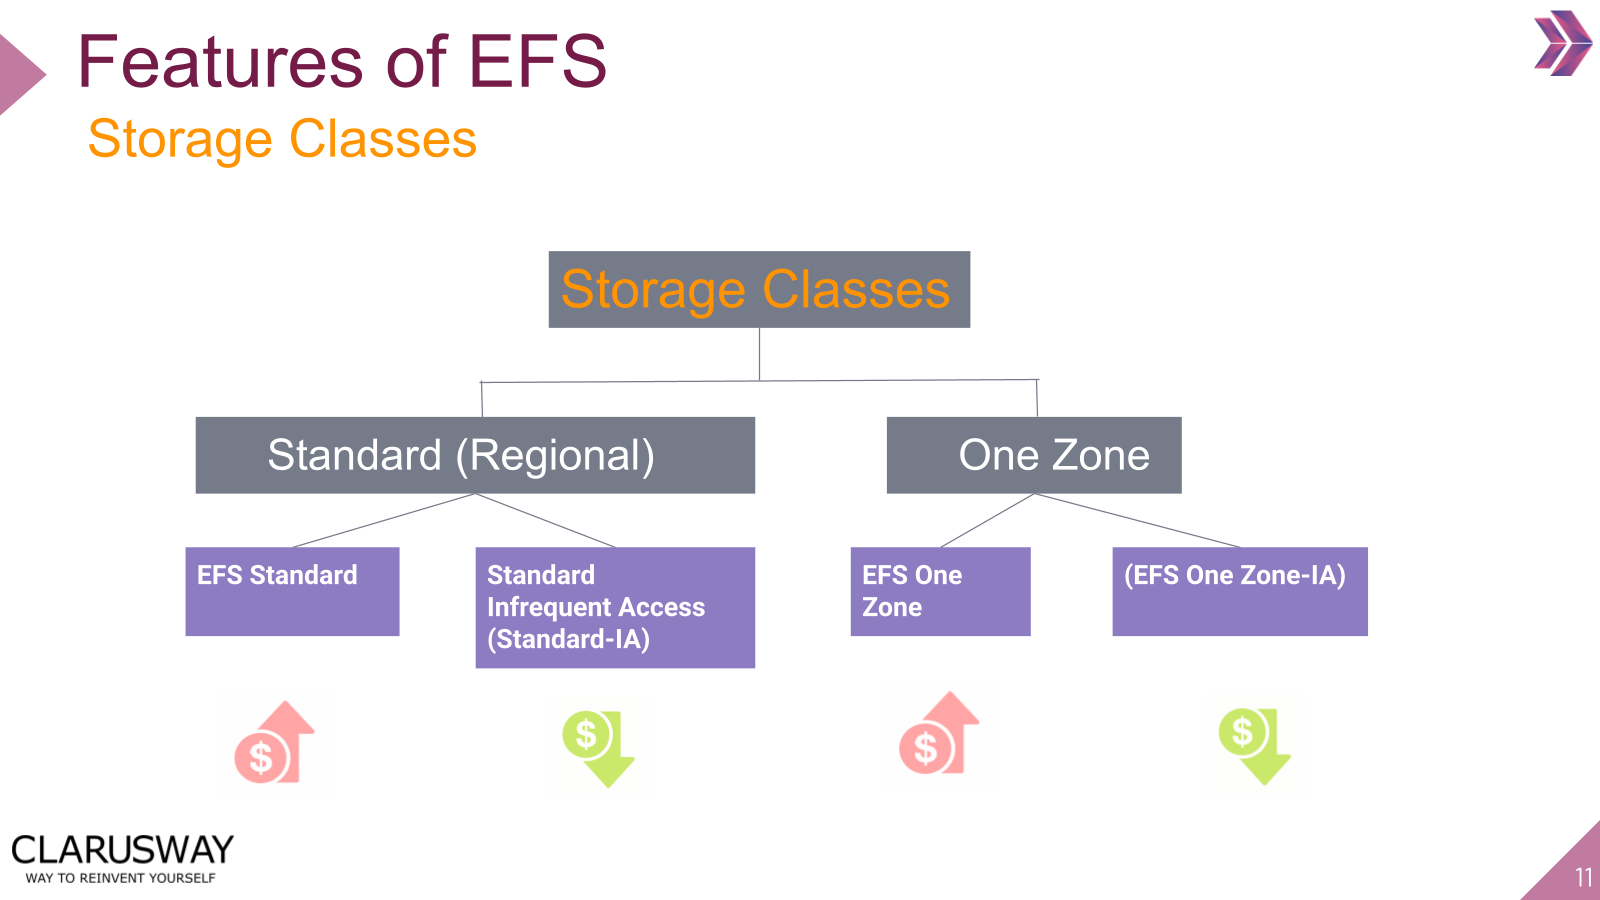 Features of EFS
Storage Classes
Storage Classes
Standard (Regional)
One Zone
EFS Standard
Standard
Infrequent Access
(Standard-IA)
EFS One
Zone
(EFS One Zone-IA)
$
$
$
$
CLARUSWAY
WAY TO REINVENT YOURSELF
11